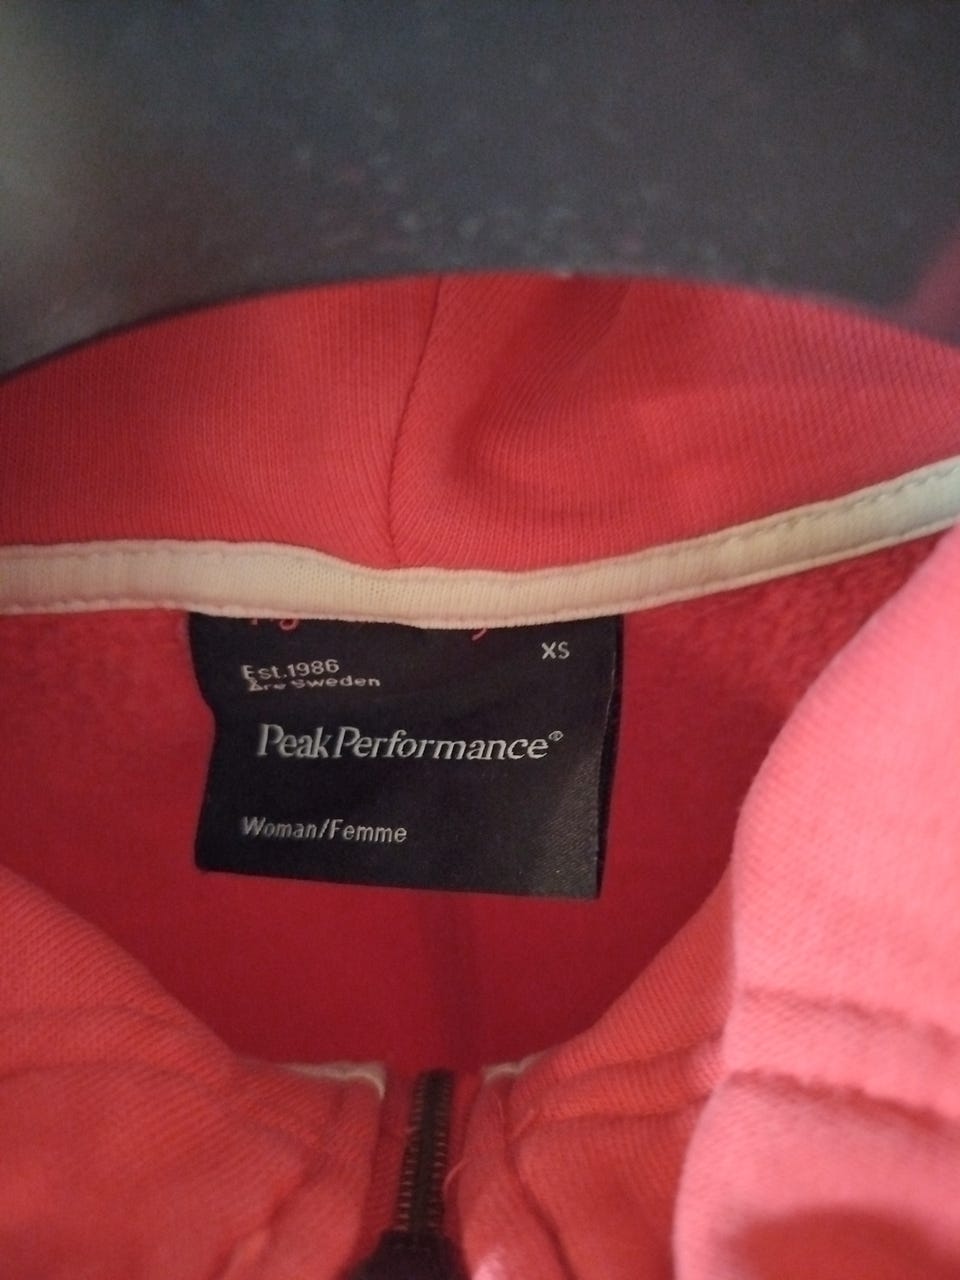 XS
Est.1986
Åre Sweden
PeakPerformance®
Woman/Femme